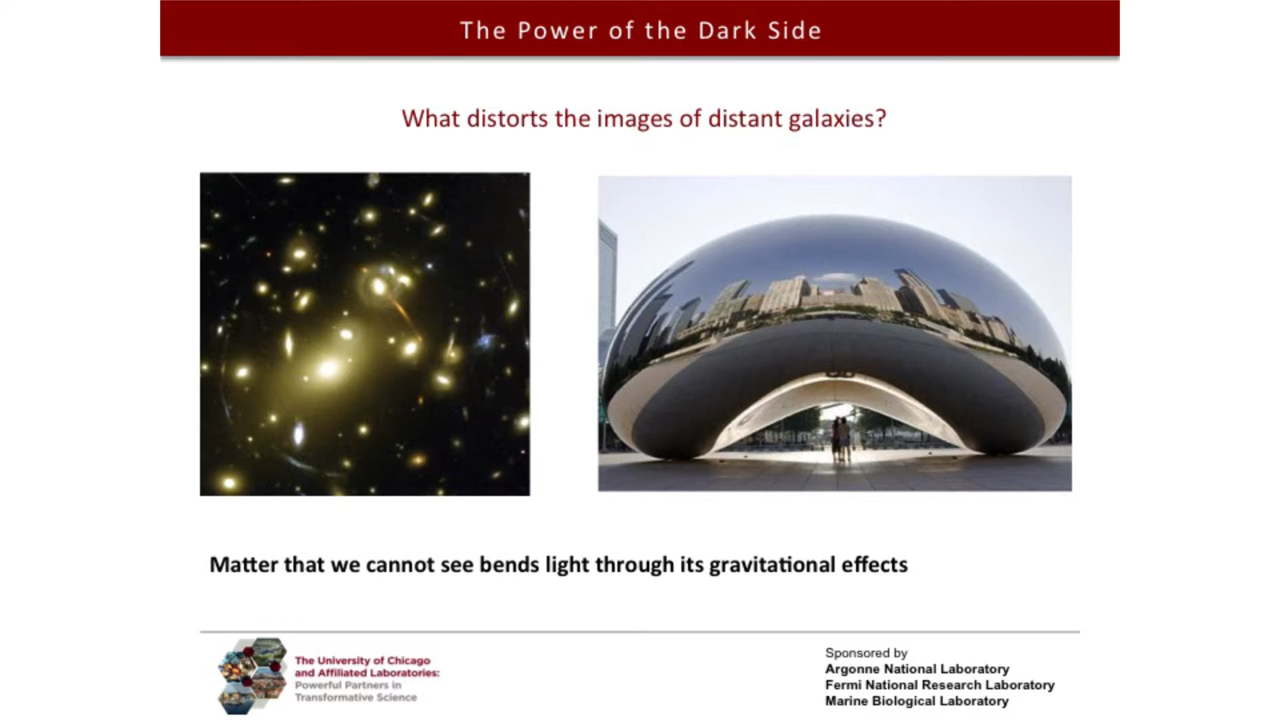 The Power of the Dark Side
What distorts the images of distant galaxies?
Matter that we cannot see bends light through its gravitational effects
The University of Chicago
and Affiliated Laboratories:
Powerful Partners in
Transformative Science
Sponsored by
Argonne National Laboratory
Fermi National Research Laboratory
Marine Biological Laboratory